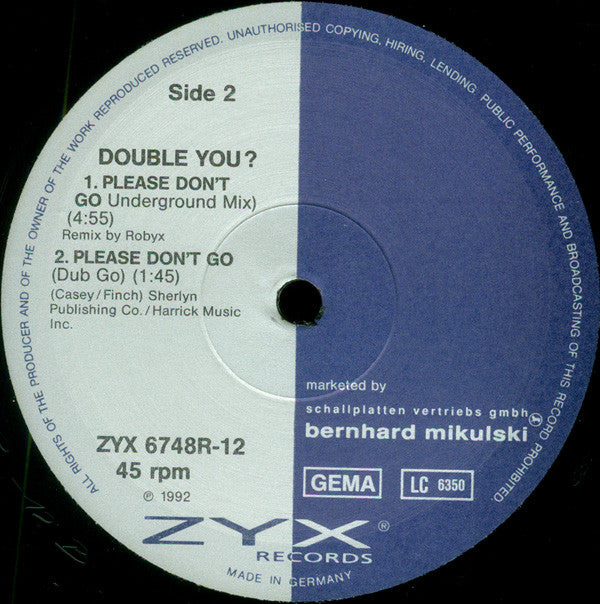 ALL RIGHTS OF THE PRODUCER AND OF THE OWNER OF THE WORK REPRODUCED RESERVED. UNAUTHORISED COPYING, HIRING, LENDING PUBLIC PERFORMANCE AND BROADCASTING OF THIS RECORD PROHIBITED
Side 2
DOUBLE YOU?
1. PLEASE DON'T
GO Underground Mix)
(4:55)
Remix by Robyx
2. PLEASE DON'T GO
(Dub Go) (1:45)
(Casey/Finch) Sherlyn
Publishing Co./Harrick Music
Inc.
marketed by
schallplatten vertriebs gmbh
bernhard mikulski
ZYX 6748R-12
45 rpm
℗ 1992
GEMA
LC 6350
ZYX®
RECORDS
MADE IN GERMANY